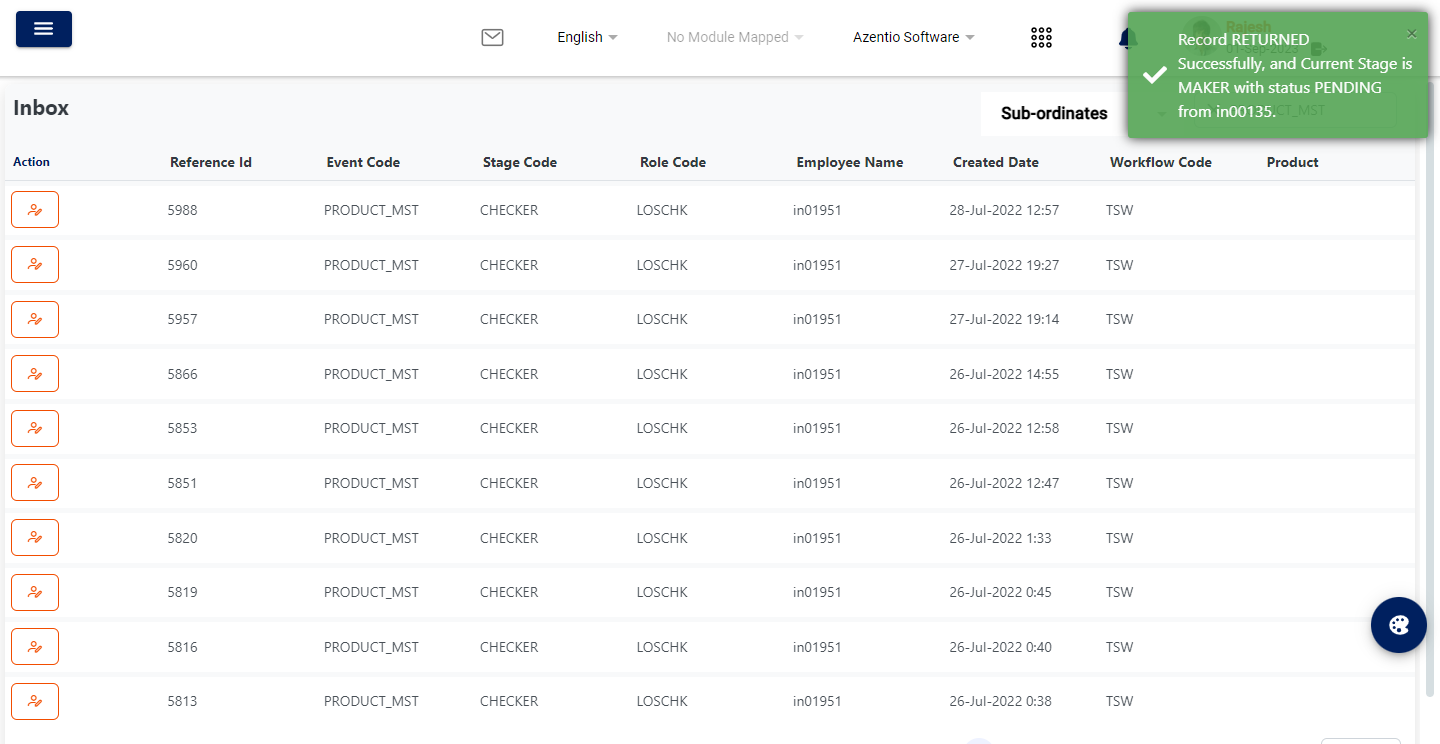 English
No Module Mapped
Azentio Software
Rajesh
01-Sep-2023
Record RETURNED
Successfully, and Current Stage is
MAKER with status PENDING
from in00135.
×
Inbox
Sub-ordinates
CT_MST
Action Reference Id Event Code Stage Code Role Code Employee Name Created Date Workflow Code Product
5988 PRODUCT_MST CHECKER LOSCHK in01951 28-Jul-2022 12:57 TSW
5960 PRODUCT_MST CHECKER LOSCHK in01951 27-Jul-2022 19:27 TSW
5957 PRODUCT_MST CHECKER LOSCHK in01951 27-Jul-2022 19:14 TSW
5866 PRODUCT_MST CHECKER LOSCHK in01951 26-Jul-2022 14:55 TSW
5853 PRODUCT_MST CHECKER LOSCHK in01951 26-Jul-2022 12:58 TSW
5851 PRODUCT_MST CHECKER LOSCHK in01951 26-Jul-2022 12:47 TSW
5820 PRODUCT_MST CHECKER LOSCHK in01951 26-Jul-2022 1:33 TSW
5819 PRODUCT_MST CHECKER LOSCHK in01951 26-Jul-2022 0:45 TSW
5816 PRODUCT_MST CHECKER LOSCHK in01951 26-Jul-2022 0:40 TSW
5813 PRODUCT_MST CHECKER LOSCHK in01951 26-Jul-2022 0:38 TSW